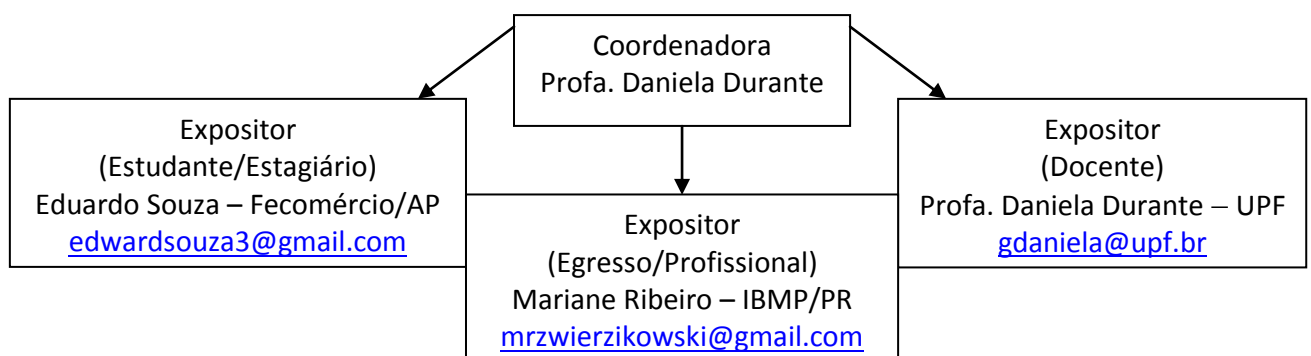 Coordenadora
Profa. Daniela Durante
Expositor
(Estudante/Estagiário)
Eduardo Souza – Fecomércio/AP
edwardsouza3@gmail.com
Expositor
(Egresso/Profissional)
Mariane Ribeiro – IBMP/PR
mrzwierzikowski@gmail.com
Expositor
(Docente)
Profa. Daniela Durante – UPF
gdaniela@upf.br